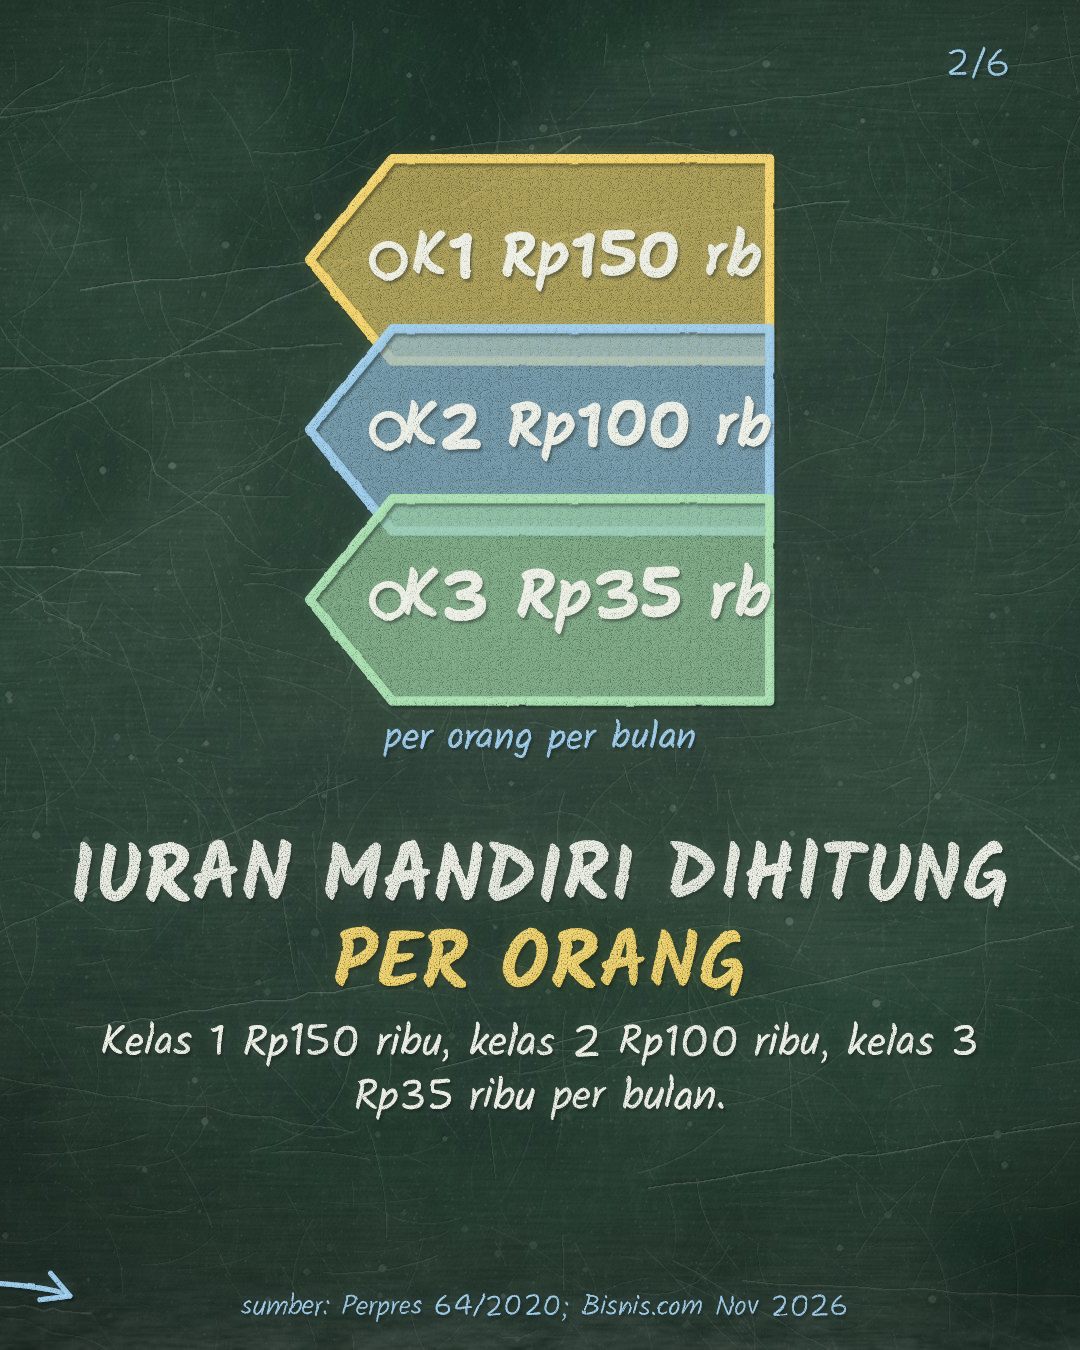 2/6
K1 Rp150 rb
K2 Rp100 rb
K3 Rp35 rb
per orang per bulan
IURAN MANDIRI DIHITUNG
PER ORANG
Kelas 1 Rp150 ribu, kelas 2 Rp100 ribu, kelas 3
Rp35 ribu per bulan.
sumber: Perpres 64/2020; Bisnis.com Nov 2026